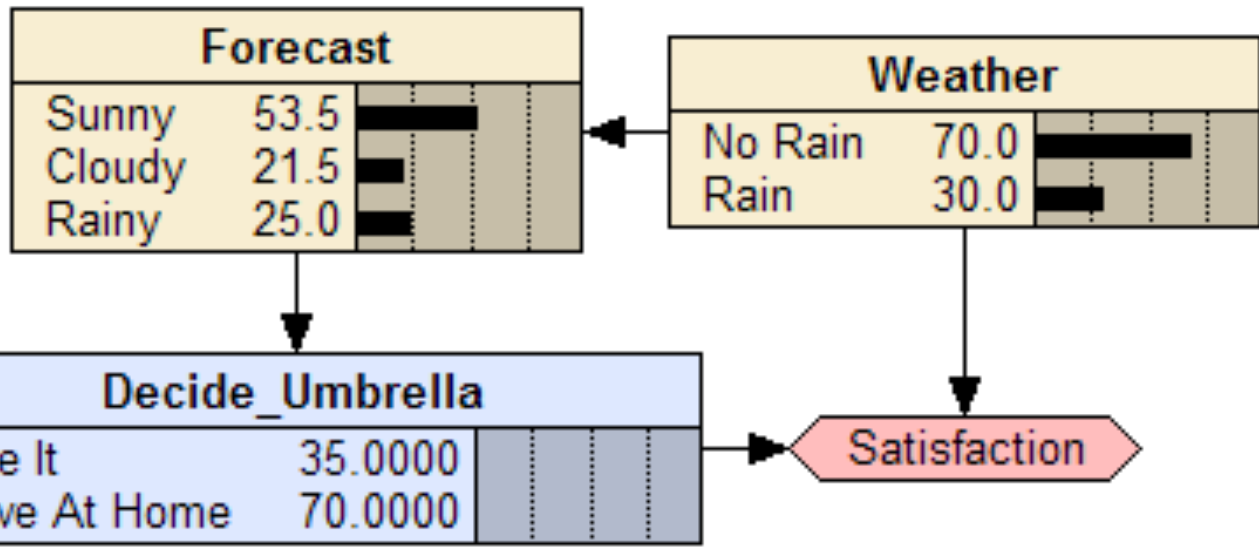 Forecast
Sunny 53.5
Cloudy 21.5
Rainy 25.0
Weather
No Rain 70.0
Rain 30.0
Decide_Umbrella
e It 35.0000
ve At Home 70.0000
Satisfaction